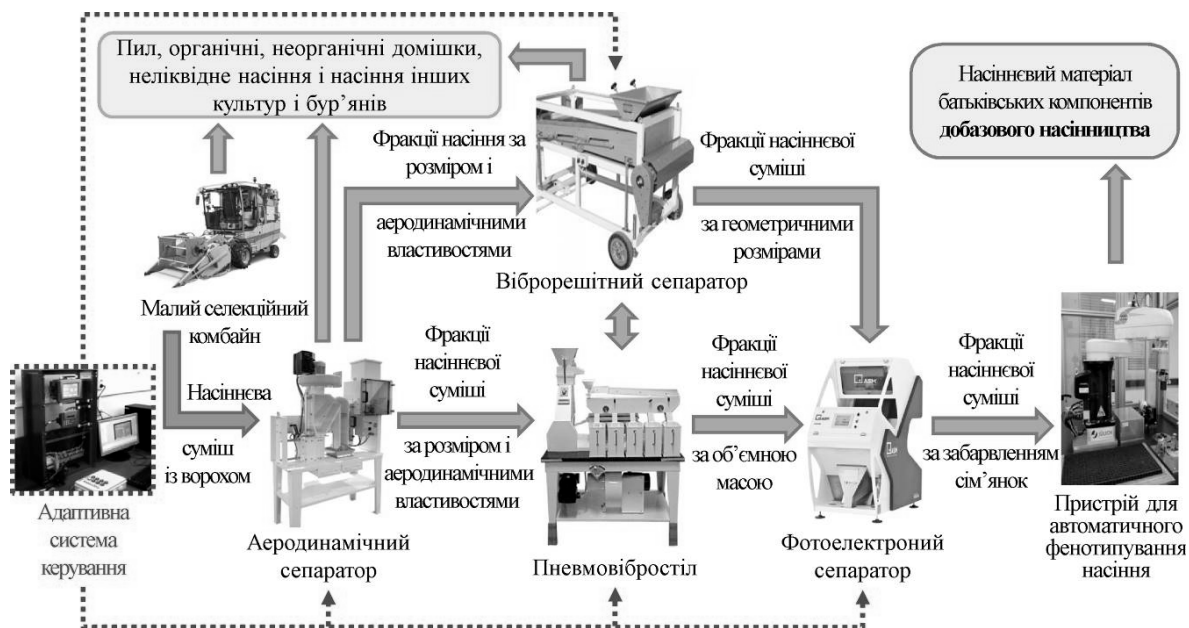 Пил, органічні, неорганічні домішки,
неліквідне насіння і насіння інших
культур і бур’янів
Насіннєвий матеріал
батьківських компонентів
добазового насінництва
Фракції насіння за
розміром і
аеродинамічними
властивостями
Фракції насіннєвої
суміші
за геометричними
розмірами
Віброрешітний сепаратор
Малий селекційний
комбайн
Насіннєва
суміш
із ворохом
Фракції
насіннєвої
суміші
за розміром і
аеродинамічними
властивостями
Фракції
насіннєвої
суміші
за об’ємною
масою
Фракції
насіннєвої
суміші
за забарвленням
сім’янок
Адаптивна
система
керування
Аеродинамічний
сепаратор
Пневмовібростіл
Фотоелектроний
сепаратор
Пристрій для
автоматичного
фенотипування
насіння